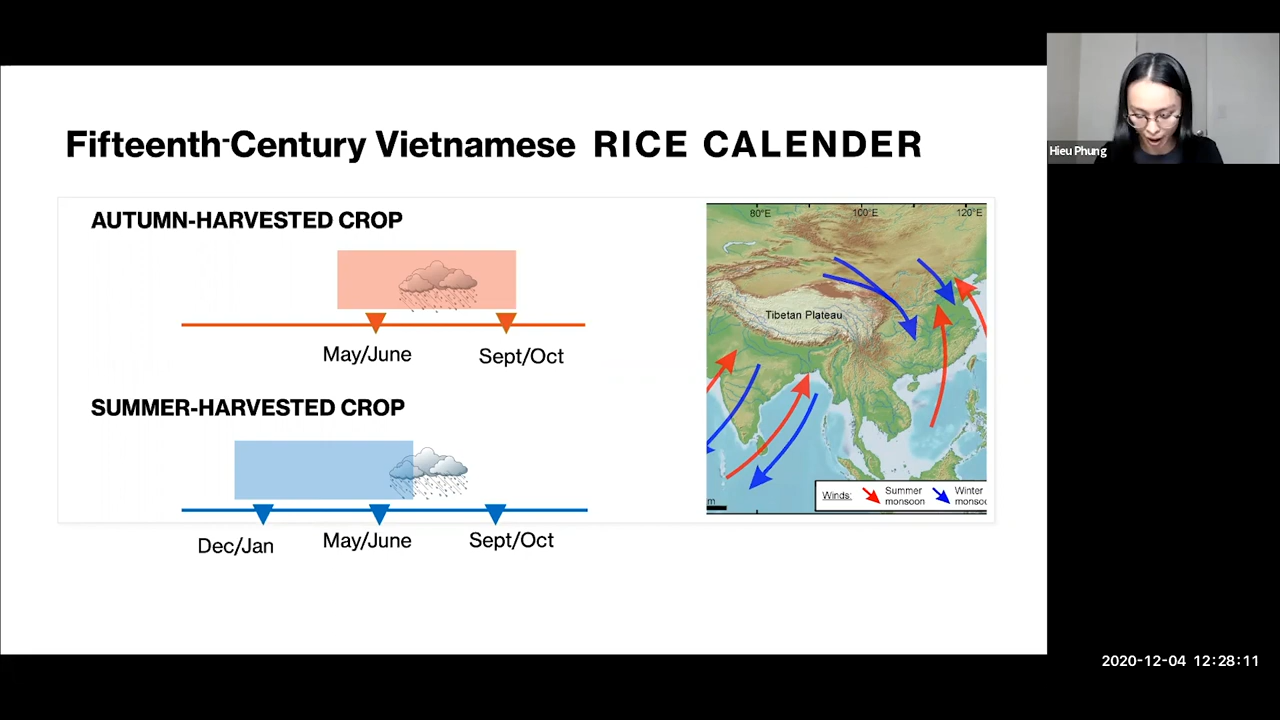 Fifteenth-Century Vietnamese RICE CALENDER
AUTUMN-HARVESTED CROP
May/June
Sept/Oct
SUMMER-HARVESTED CROP
Dec/Jan
May/June
Sept/Oct
80°E
100°E
120°E
Tibetan Plateau
m
Winds:
Summer
monsoon
Winter
monsoo
Hieu Phung
2020-12-04 12:28:11